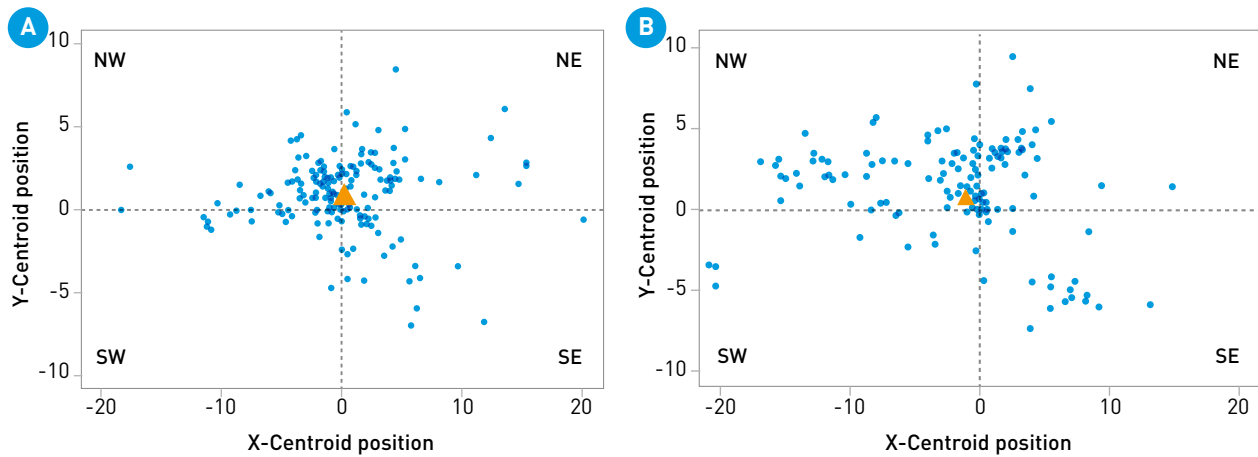 A
10
NW
NE
5
Y-Centroid position
0
-5
SW
SE
-10
-20
-10
0
10
20
X-Centroid position
B
10
NW
NE
5
Y-Centroid position
0
-5
SW
SE
-10
-20
-10
0
10
20
X-Centroid position